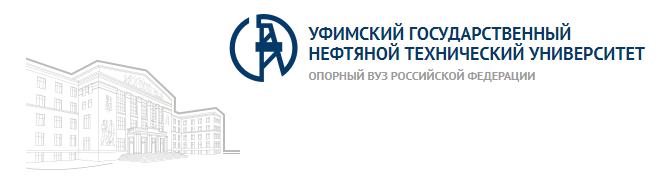 УФИМСКИЙ ГОСУДАРСТВЕННЫЙ
НЕФТЯНОЙ ТЕХНИЧЕСКИЙ УНИВЕРСИТЕТ
ОПОРНЫЙ ВУЗ РОССИЙСКОЙ ФЕДЕРАЦИИ